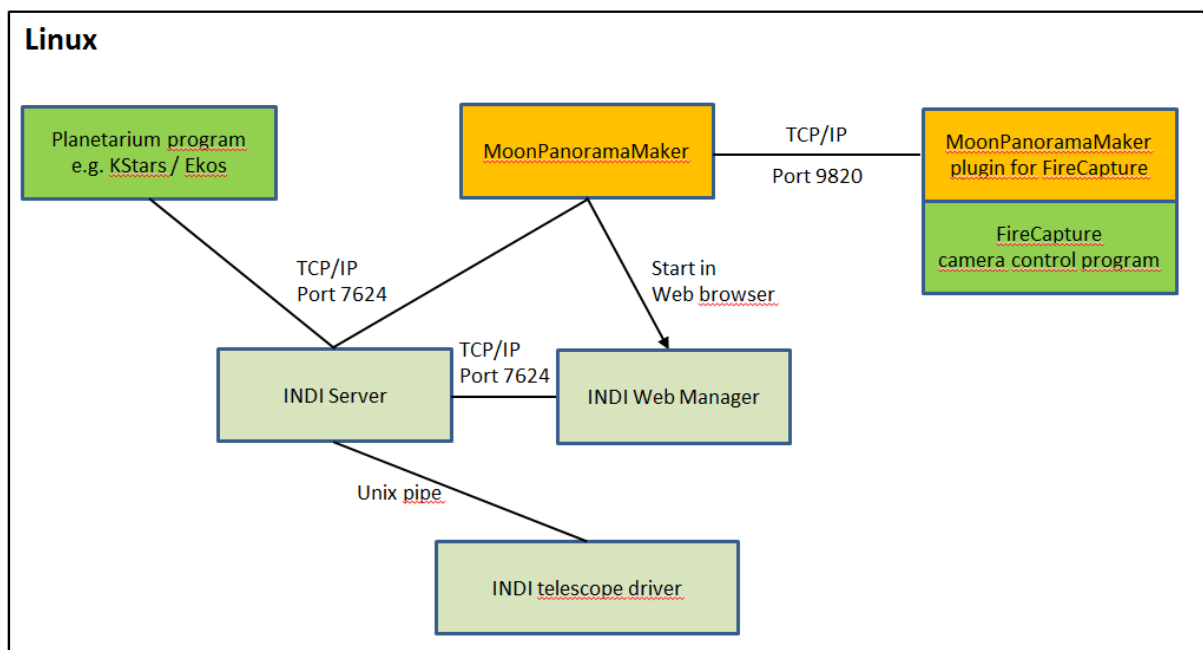 Linux
Planetarium program
e.g. KStars / Ekos
MoonPanoramaMaker
TCP/IP
Port 9820
MoonPanoramaMaker
plugin for FireCapture
FireCapture
camera control program
TCP/IP
Port 7624
Start in
Web browser
TCP/IP
Port 7624
INDI Server
INDI Web Manager
Unix pipe
INDI telescope driver